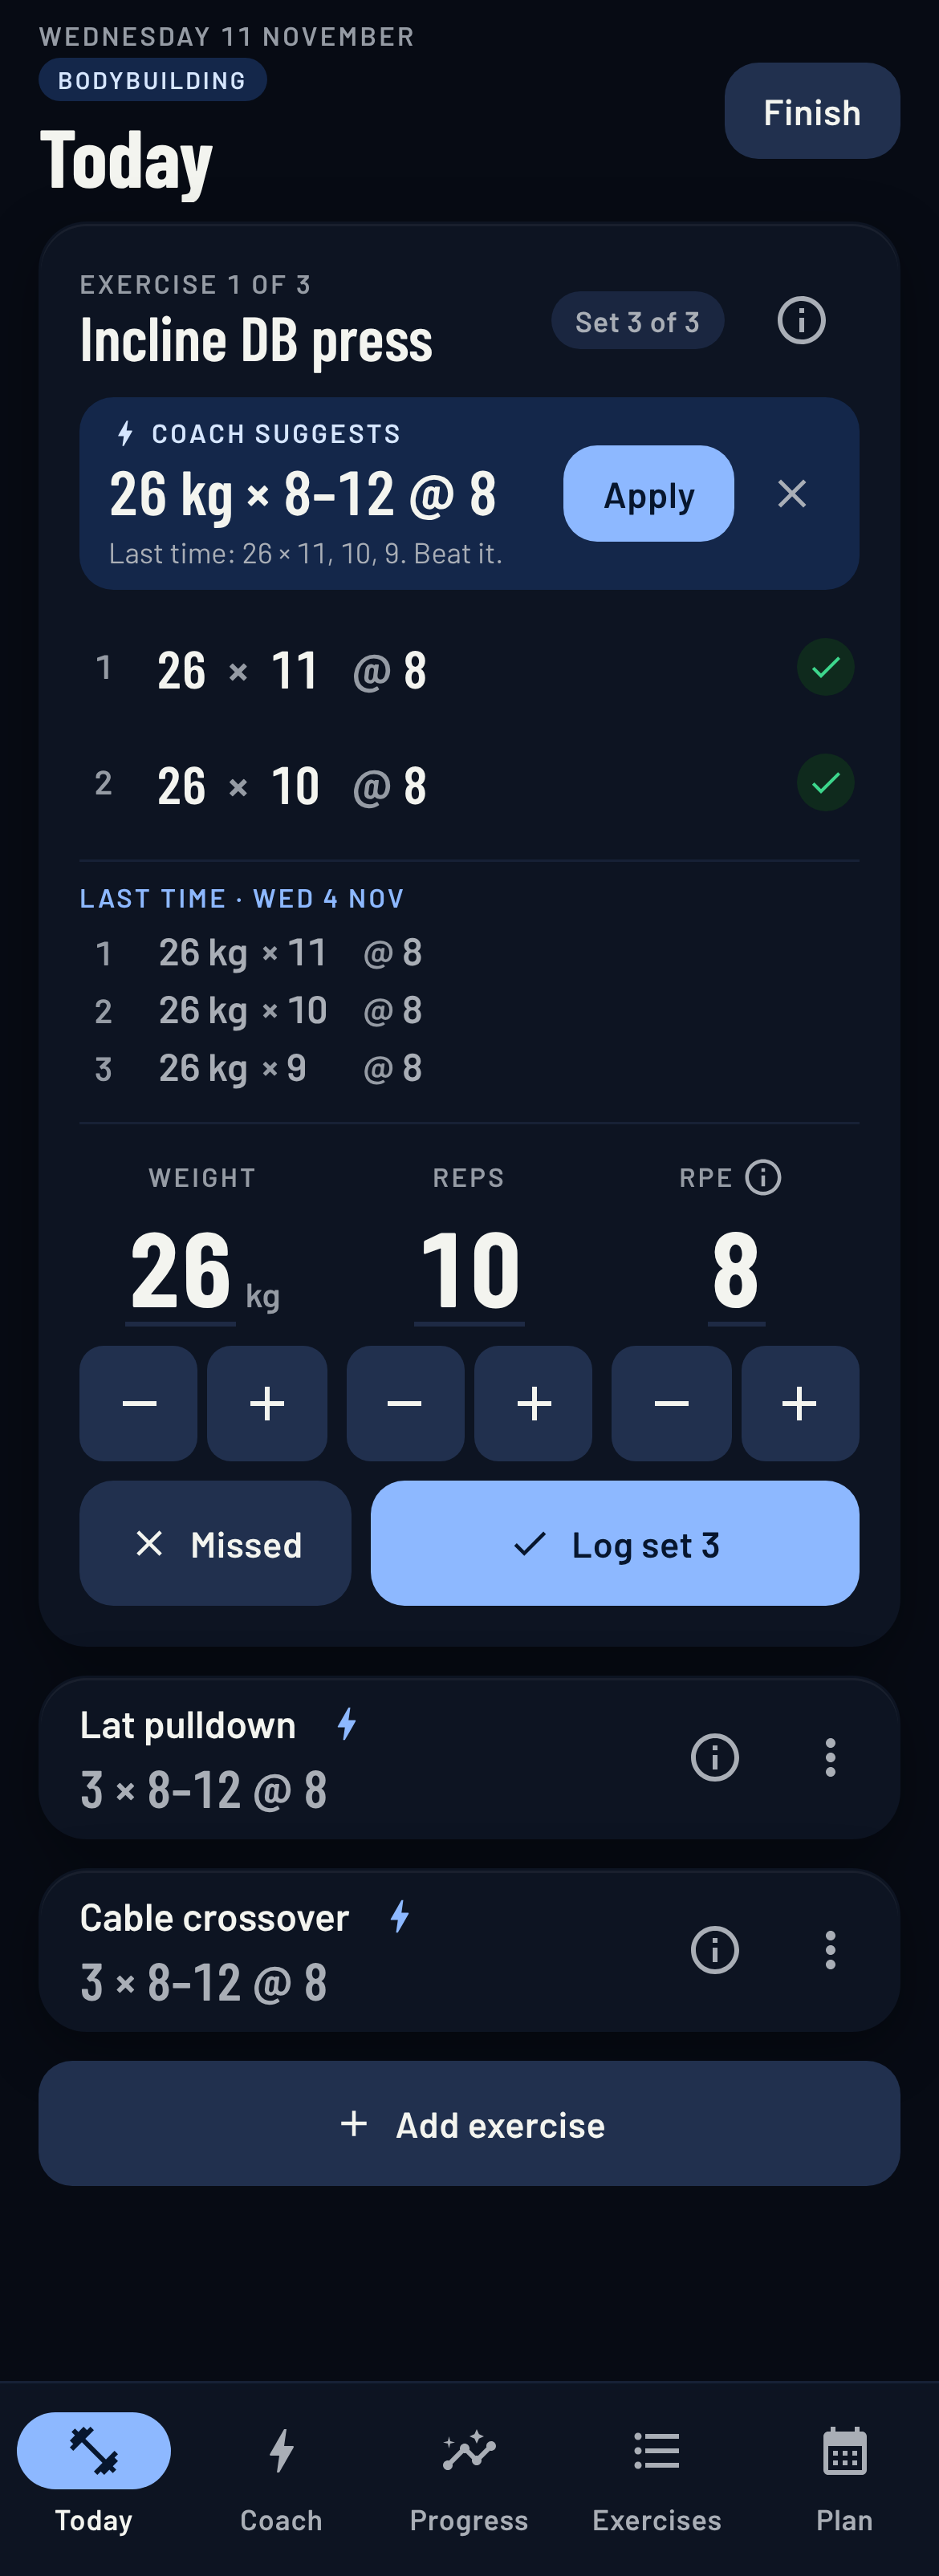 WEDNESDAY 11 NOVEMBER
BODYBUILDING
Today
Finish
EXERCISE 1 OF 3
Incline DB press
Set 3 of 3
COACH SUGGESTS
26 kg × 8–12 @ 8
Last time: 26 × 11, 10, 9. Beat it.
Apply
1 26 × 11 @ 8
2 26 × 10 @ 8
LAST TIME · WED 4 NOV
1 26 kg × 11 @ 8
2 26 kg × 10 @ 8
3 26 kg × 9 @ 8
WEIGHT REPS RPE
26 kg 10 8
Missed
Log set 3
Lat pulldown
3 × 8–12 @ 8
Cable crossover
3 × 8–12 @ 8
Add exercise
Today Coach Progress Exercises Plan